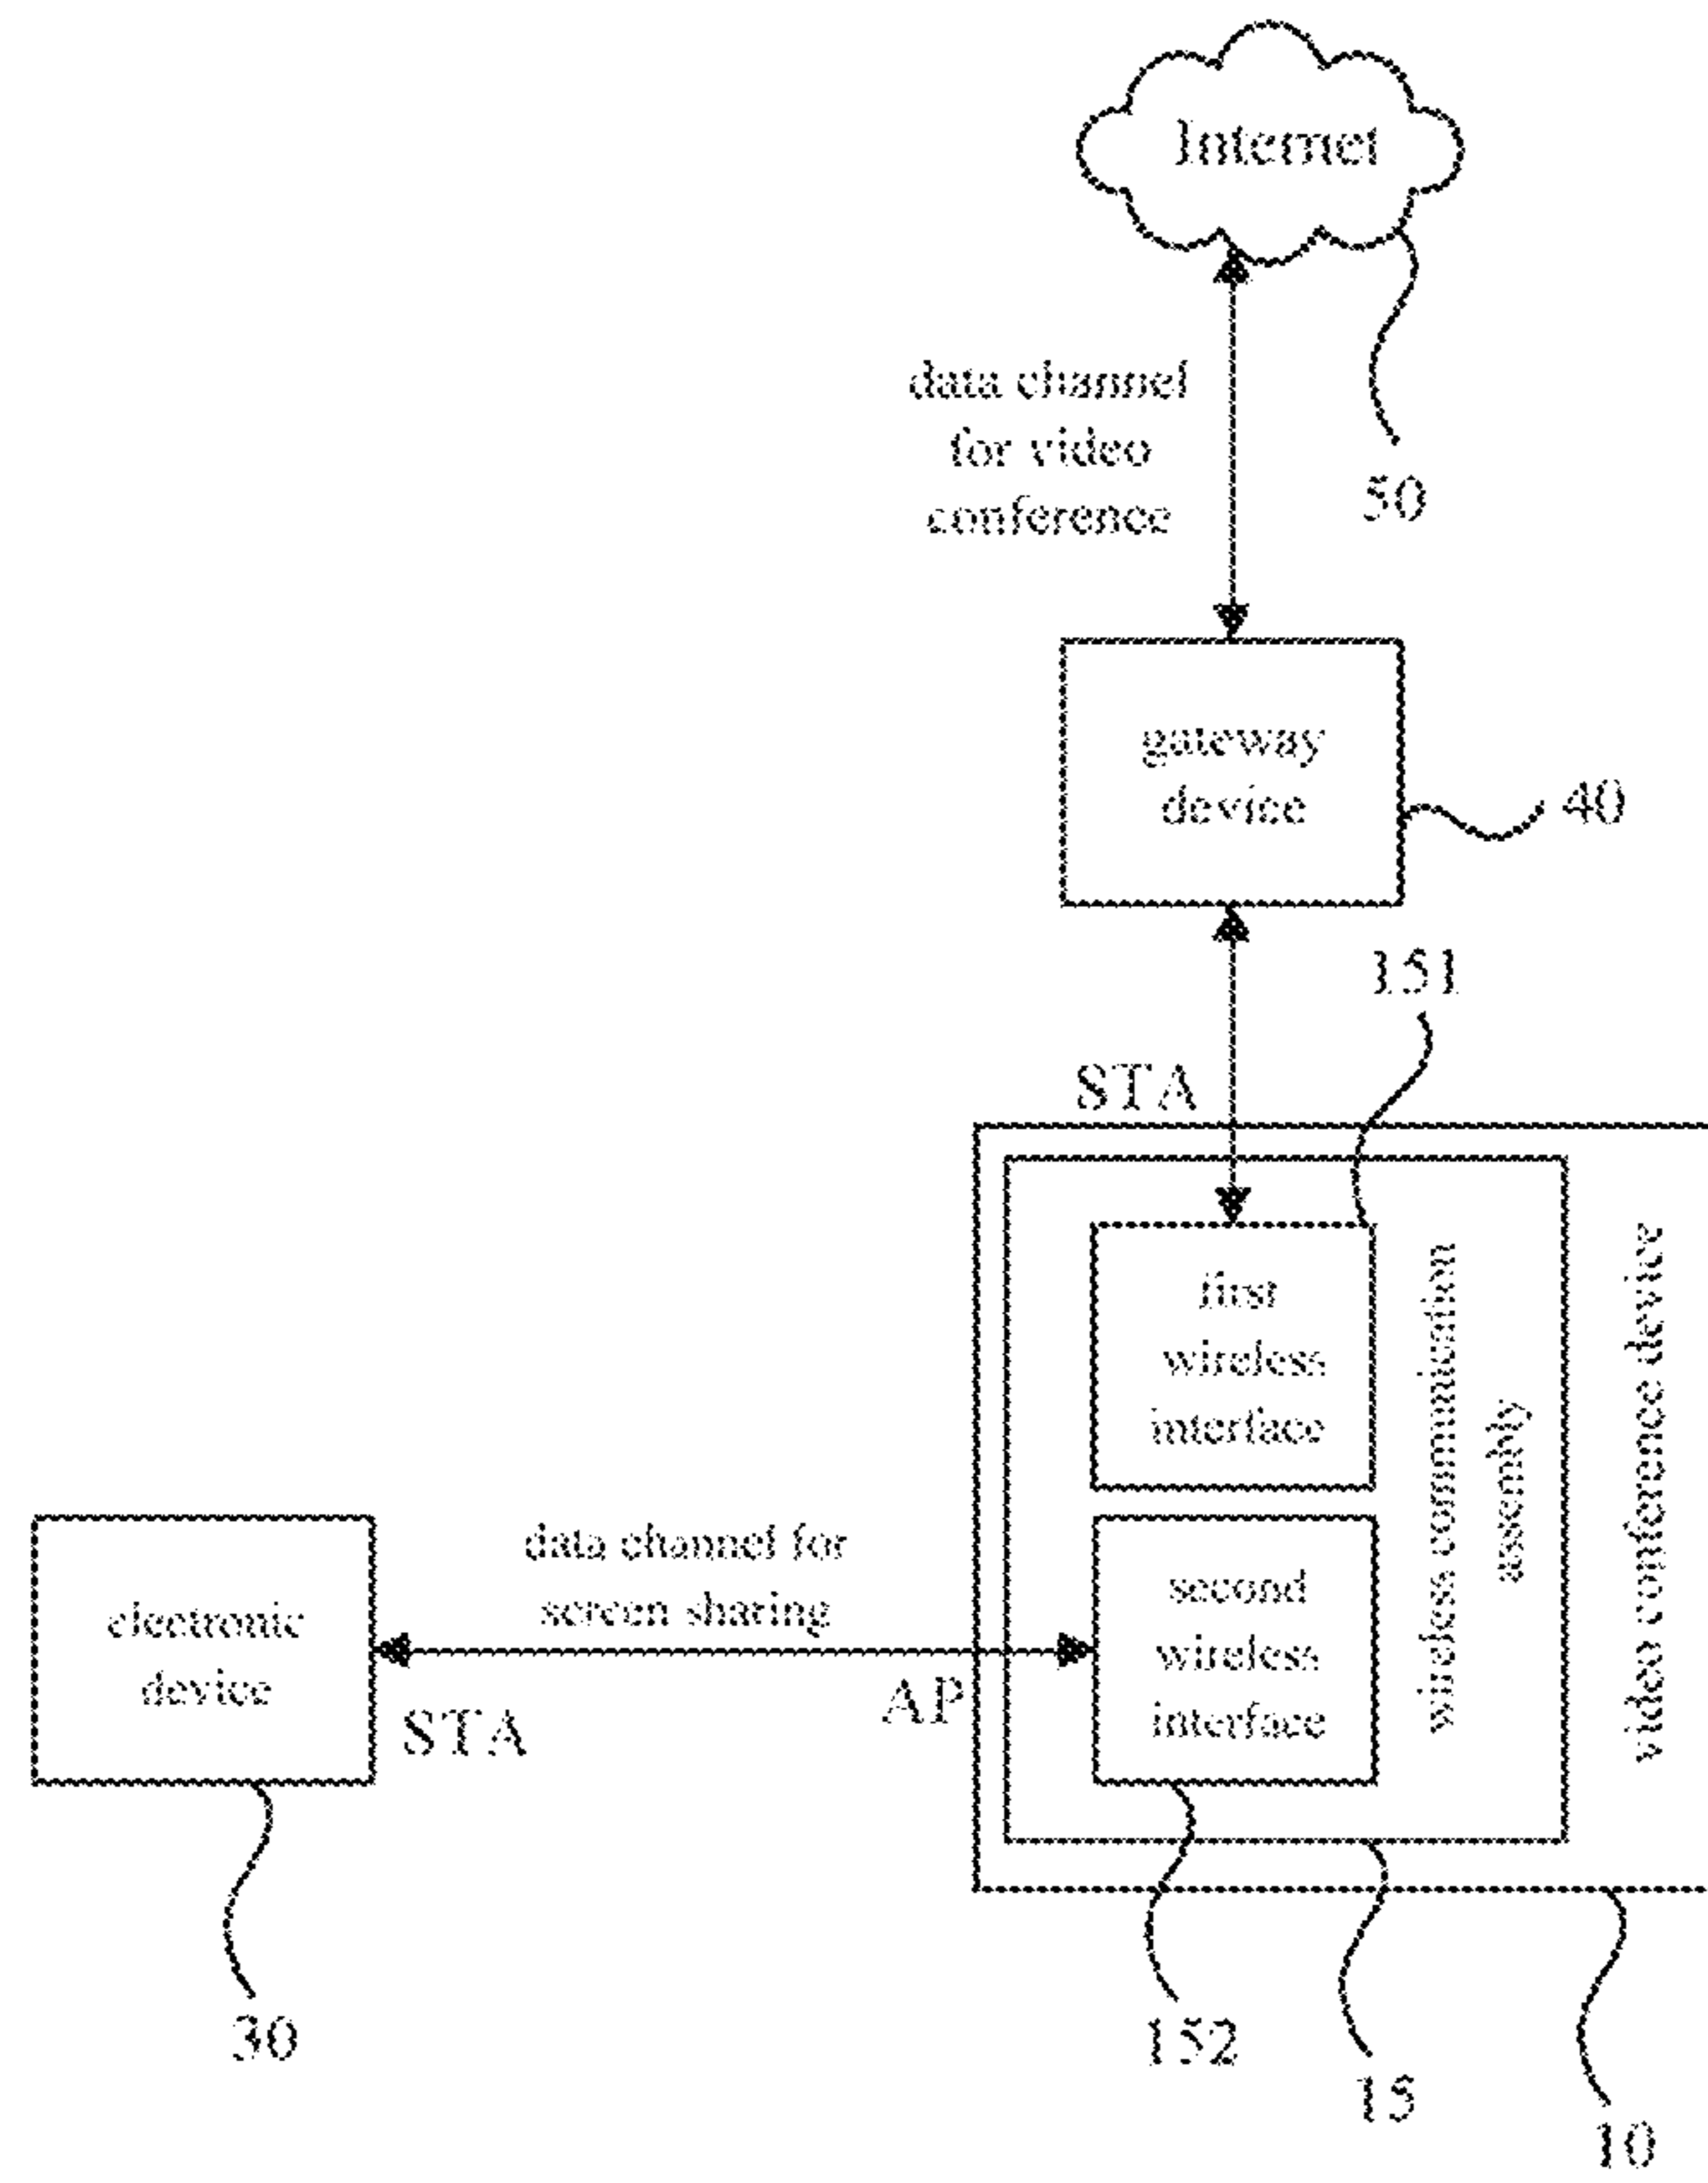 Internet
data channel
for video
conference
50
gateway
device
40
151
STA
first
wireless
interface
wireless communication
assembly
video conference device
data channel for
screen sharing
electronic
device
second
wireless
interface
AP
STA
30
152
15
10